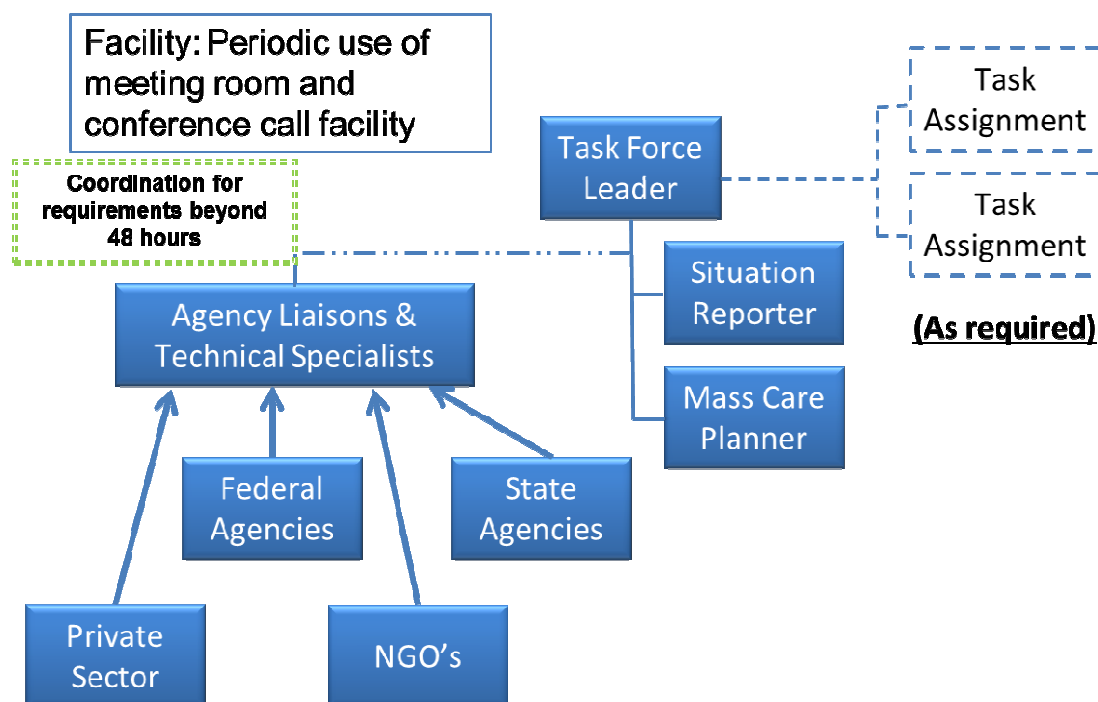 Facility: Periodic use of
meeting room and
conference call facility
Coordination for
requirements beyond
48 hours
Task Force
Leader
Task
Assignment
Task
Assignment
(As required)
Situation
Reporter
Mass Care
Planner
Agency Liaisons &
Technical Specialists
Federal
Agencies
State
Agencies
Private
Sector
NGO’s